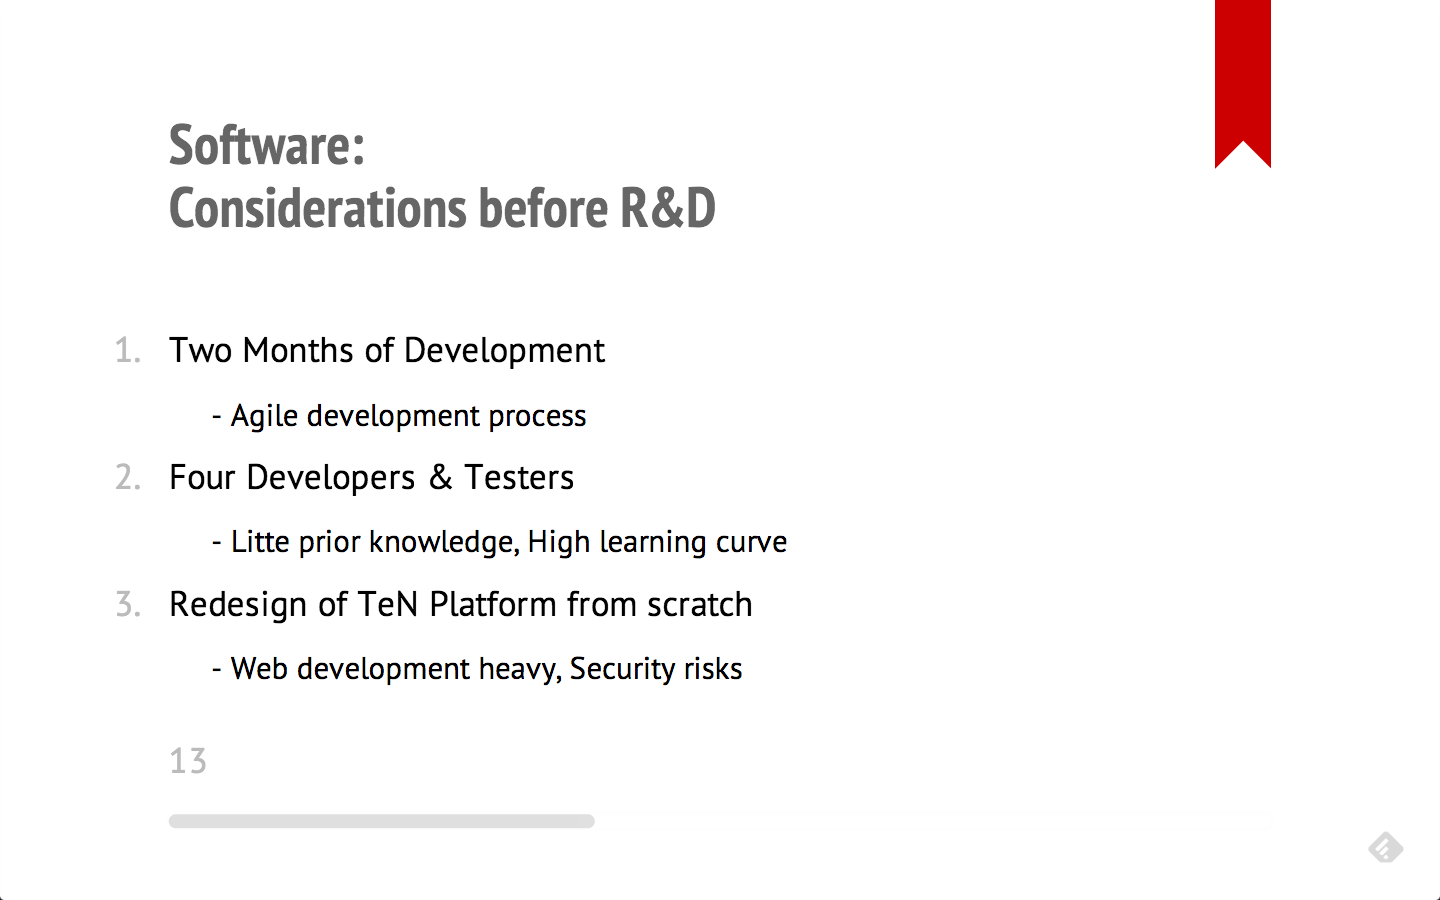 Software:
Considerations before R&D
1. Two Months of Development
- Agile development process
2. Four Developers & Testers
- Litte prior knowledge, High learning curve
3. Redesign of TeN Platform from scratch
- Web development heavy, Security risks
13